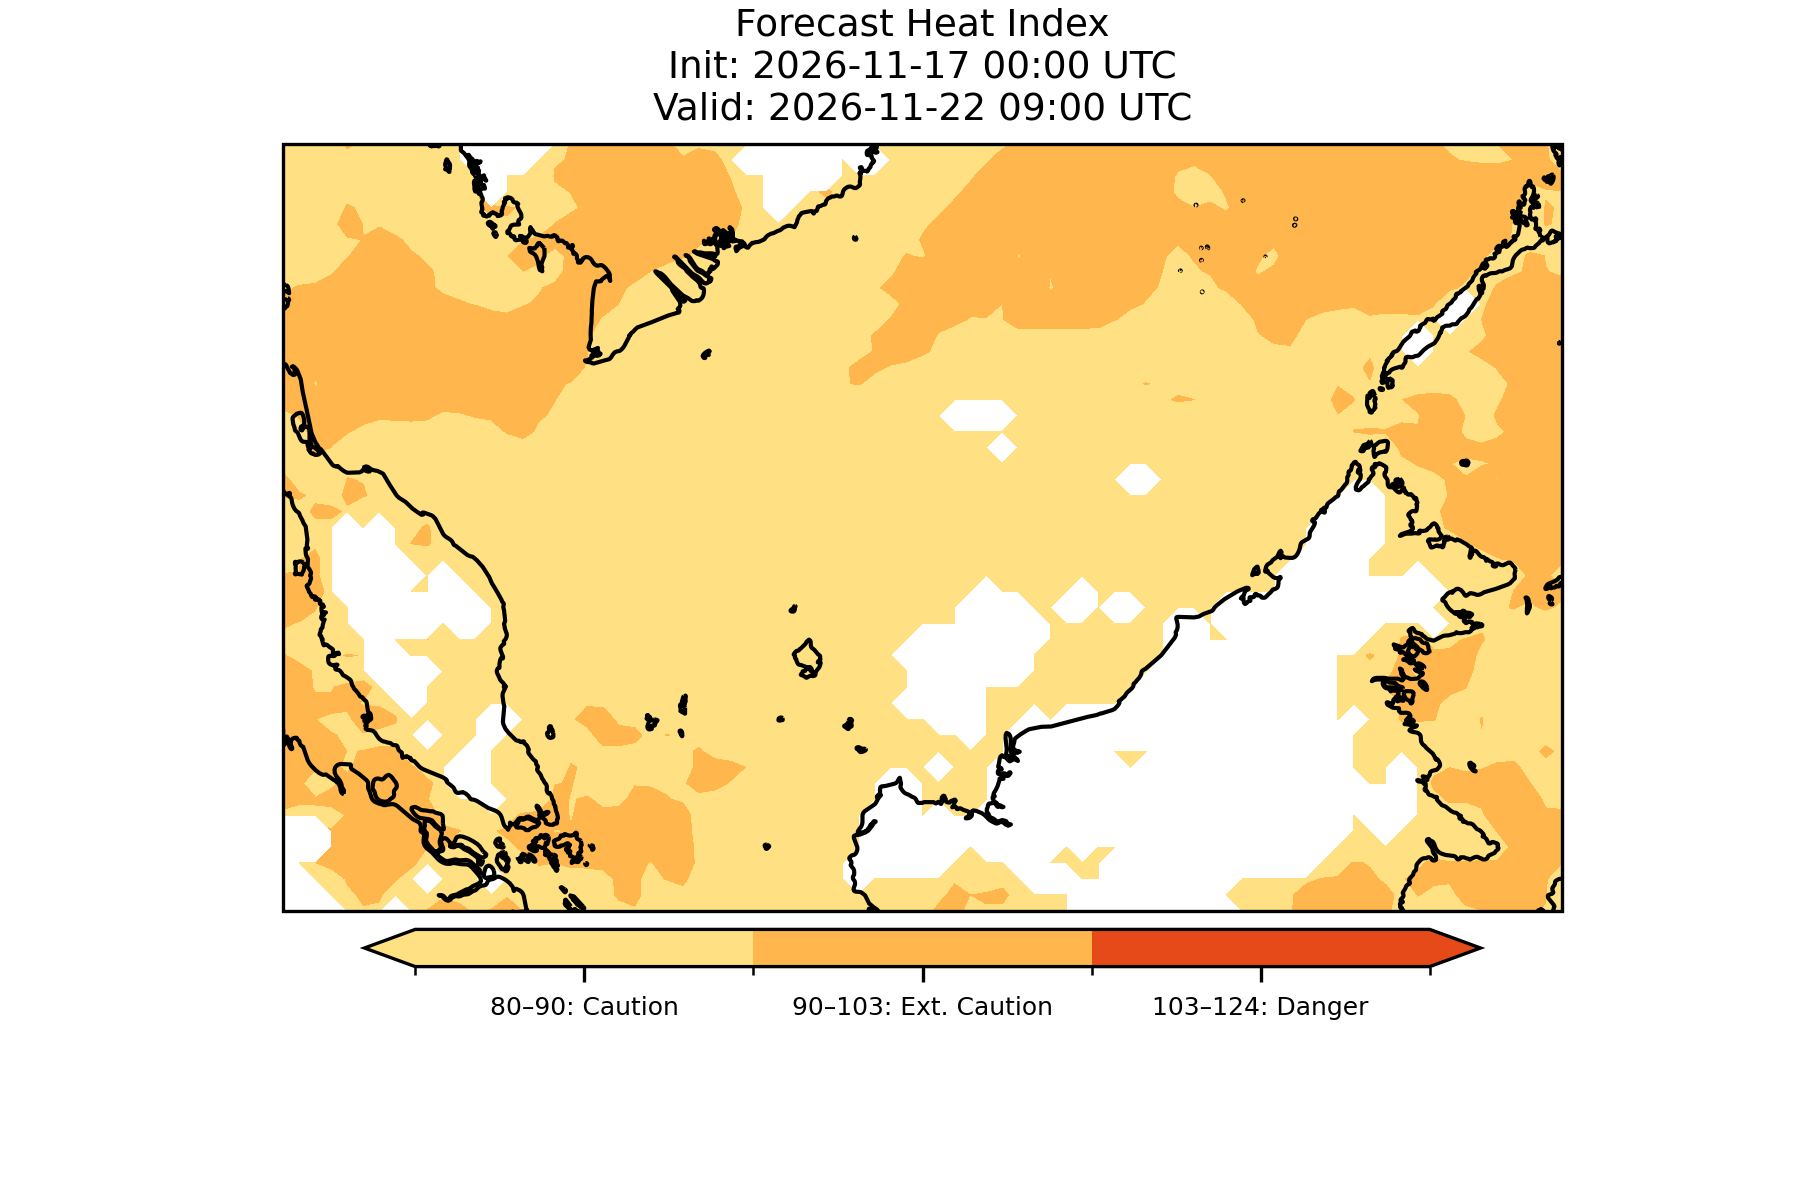 Forecast Heat Index
Init: 2026-11-17 00:00 UTC
Valid: 2026-11-22 09:00 UTC
80–90: Caution
90–103: Ext. Caution
103–124: Danger